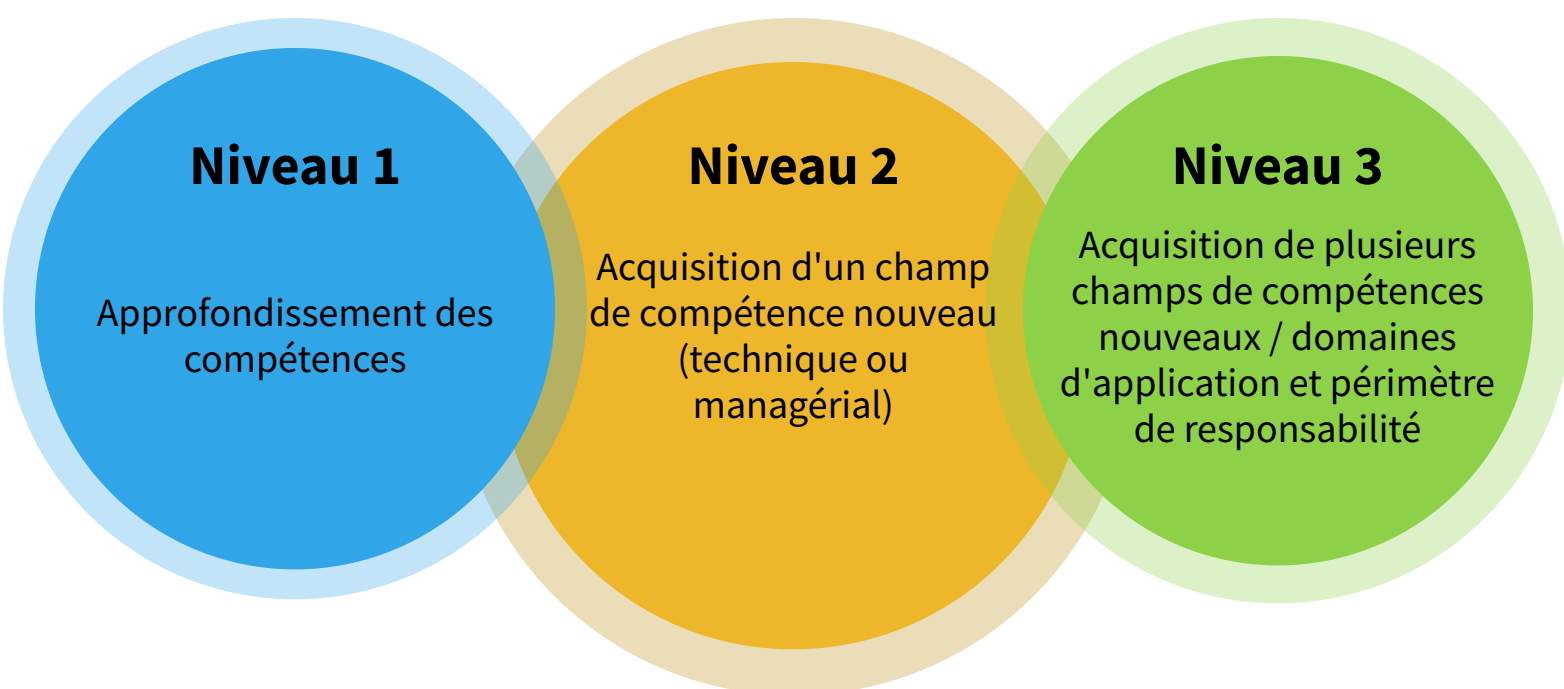 Niveau 1
Approfondissement des
compétences
Niveau 2
Acquisition d'un champ
de compétence nouveau
(technique ou
managérial)
Niveau 3
Acquisition de plusieurs
champs de compétences
nouveaux / domaines
d'application et périmètre
de responsabilité